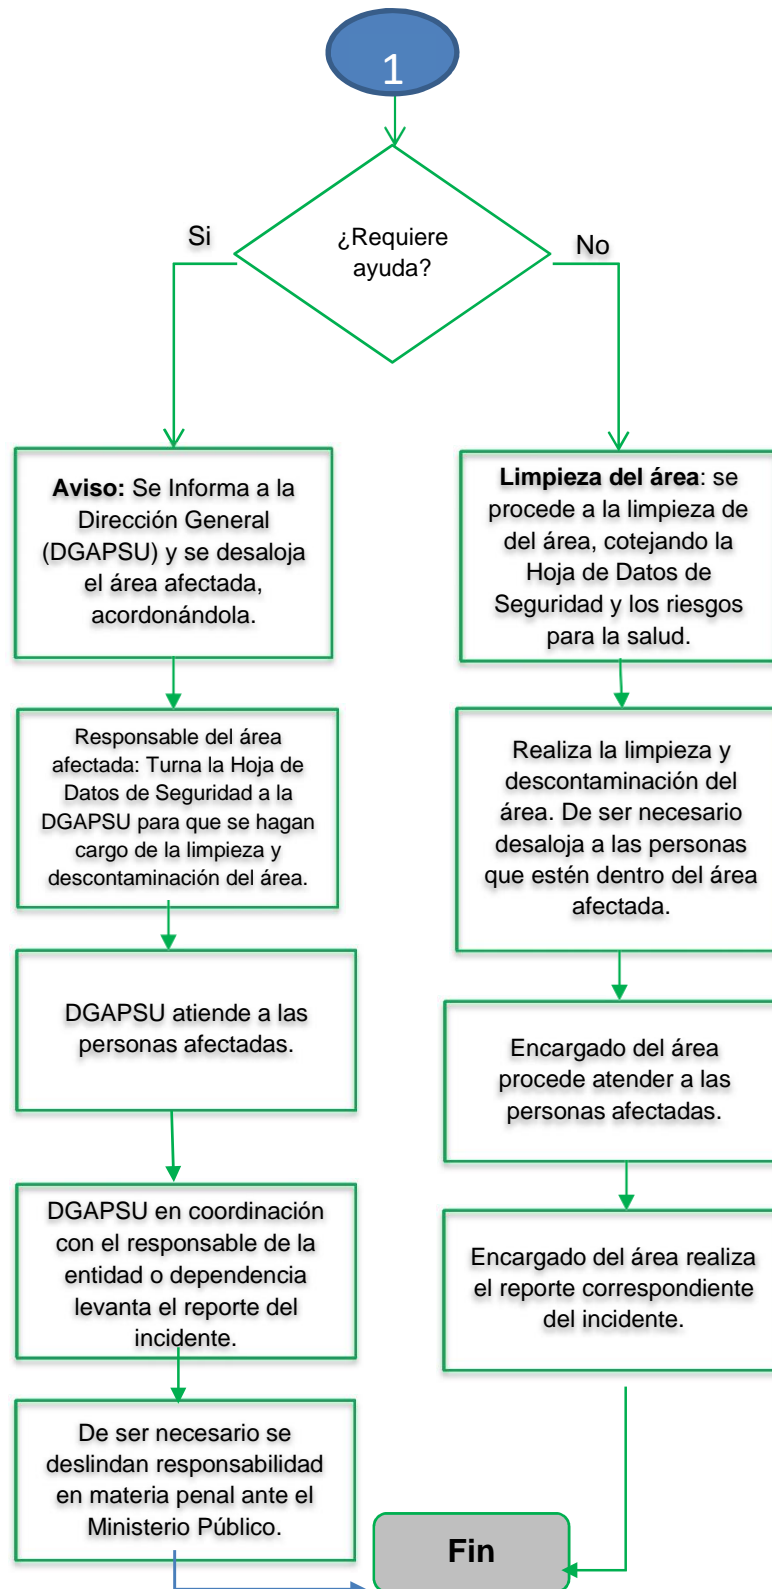 1
¿Requiere
ayuda?
Si
No
Aviso: Se Informa a la
Dirección General
(DGAPSU) y se desaloja
el área afectada,
acordonándola.
Responsable del área
afectada: Turna la Hoja de
Datos de Seguridad a la
DGAPSU para que se hagan
cargo de la limpieza y
descontaminación del área.
DGAPSU atiende a las
personas afectadas.
DGAPSU en coordinación
con el responsable de la
entidad o dependencia
levanta el reporte del
incidente.
De ser necesario se
deslindan responsabilidad
en materia penal ante el
Ministerio Público.
Limpieza del área: se
procede a la limpieza de
del área, cotejando la
Hoja de Datos de
Seguridad y los riesgos
para la salud.
Realiza la limpieza y
descontaminación del
área. De ser necesario
desaloja a las personas
que estén dentro del área
afectada.
Encargado del área
procede atender a las
personas afectadas.
Encargado del área realiza
el reporte correspondiente
del incidente.
Fin